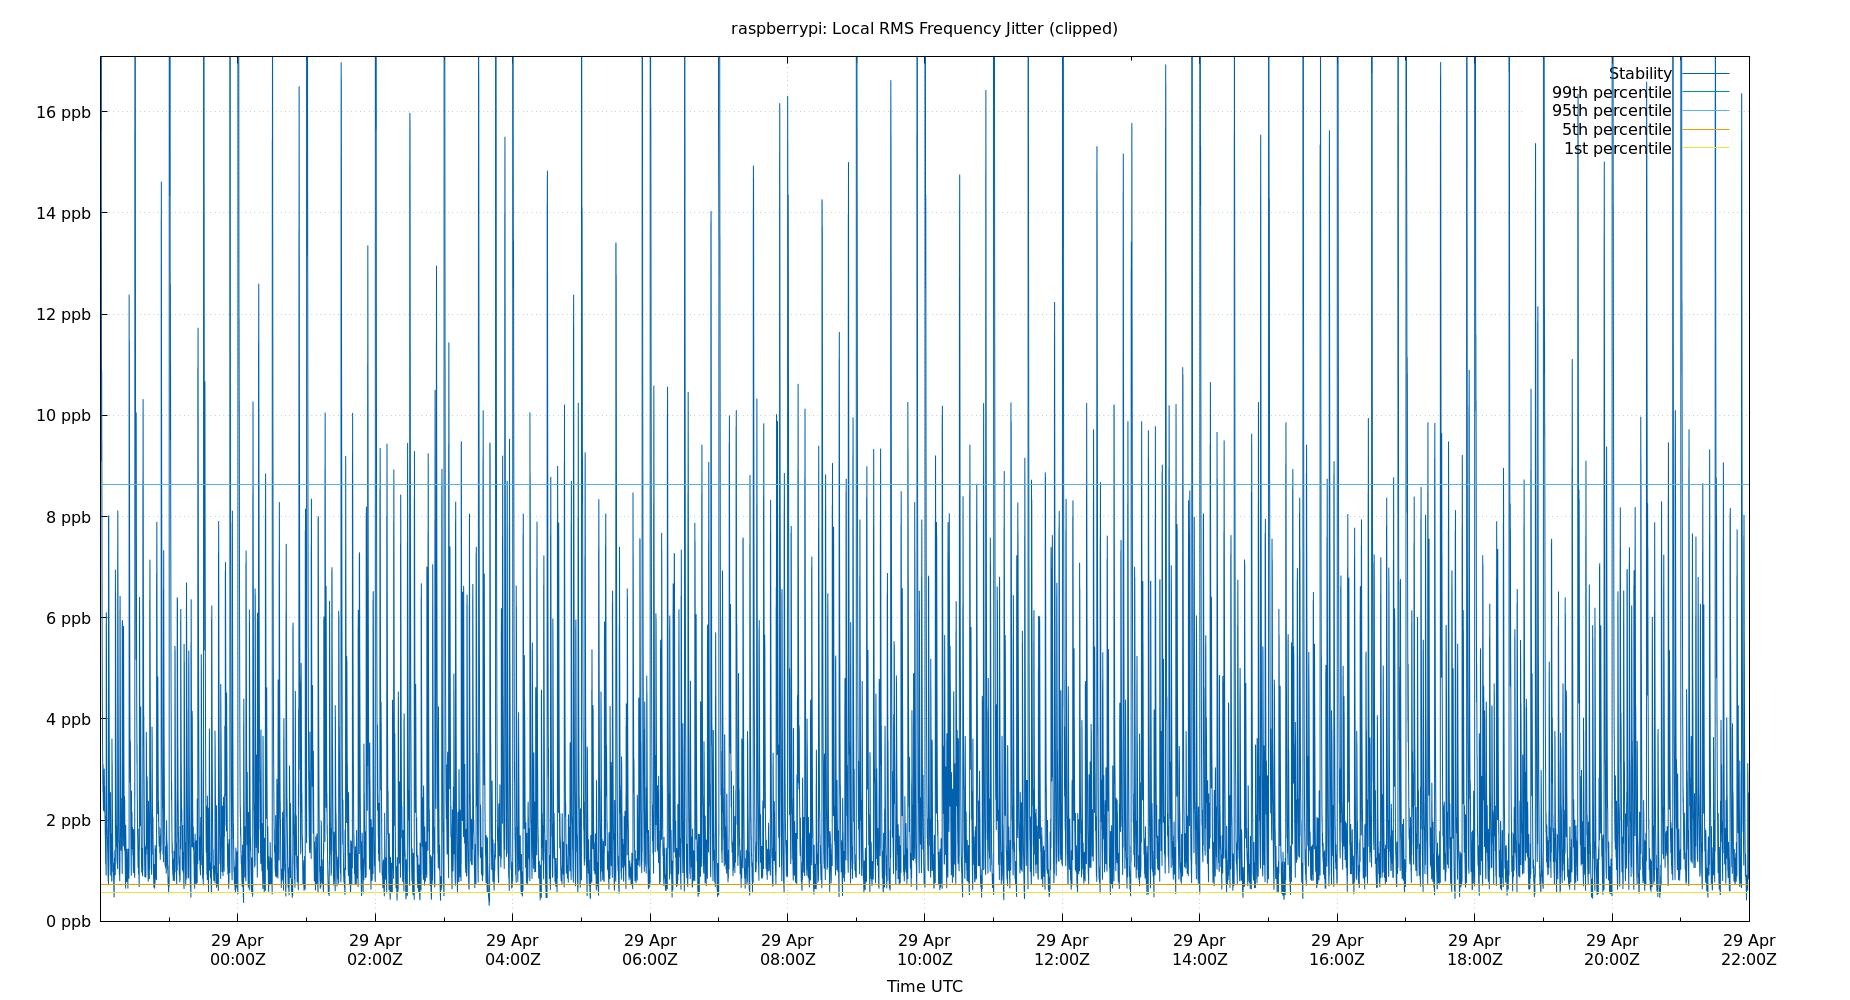 raspberrypi: Local RMS Frequency Jitter (clipped)
Stability
99th percentile
95th percentile
5th percentile
1st percentile
16 ppb
14 ppb
12 ppb
10 ppb
8 ppb
6 ppb
4 ppb
2 ppb
0 ppb
29 Apr 29 Apr 29 Apr 29 Apr 29 Apr 29 Apr 29 Apr 29 Apr 29 Apr 29 Apr 29 Apr 29 Apr
00:00Z 02:00Z 04:00Z 06:00Z 08:00Z 10:00Z 12:00Z 14:00Z 16:00Z 18:00Z 20:00Z 22:00Z
Time UTC